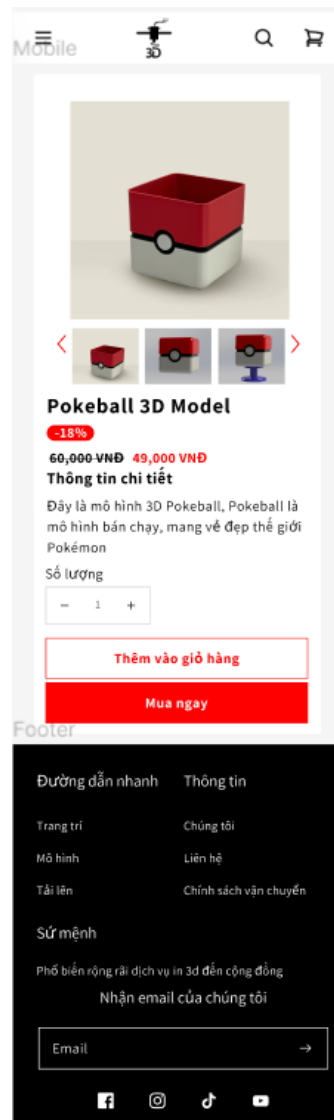 Mobile
3D
Pokeball 3D Model
-18%
60,000 VNĐ 49,000 VNĐ
Thông tin chi tiết
Đây là mô hình 3D Pokeball, Pokeball là
mô hình bán chạy, mang vẻ đẹp thế giới
Pokémon
Số lượng
− 1 +
Thêm vào giỏ hàng
Mua ngay
Footer
Đường dẫn nhanh Thông tin
Trang trí Chúng tôi
Mô hình Liên hệ
Tải lên Chính sách vận chuyển
Sứ mệnh
Phổ biến rộng rãi dịch vụ in 3d đến cộng đồng
Nhận email của chúng tôi
Email →